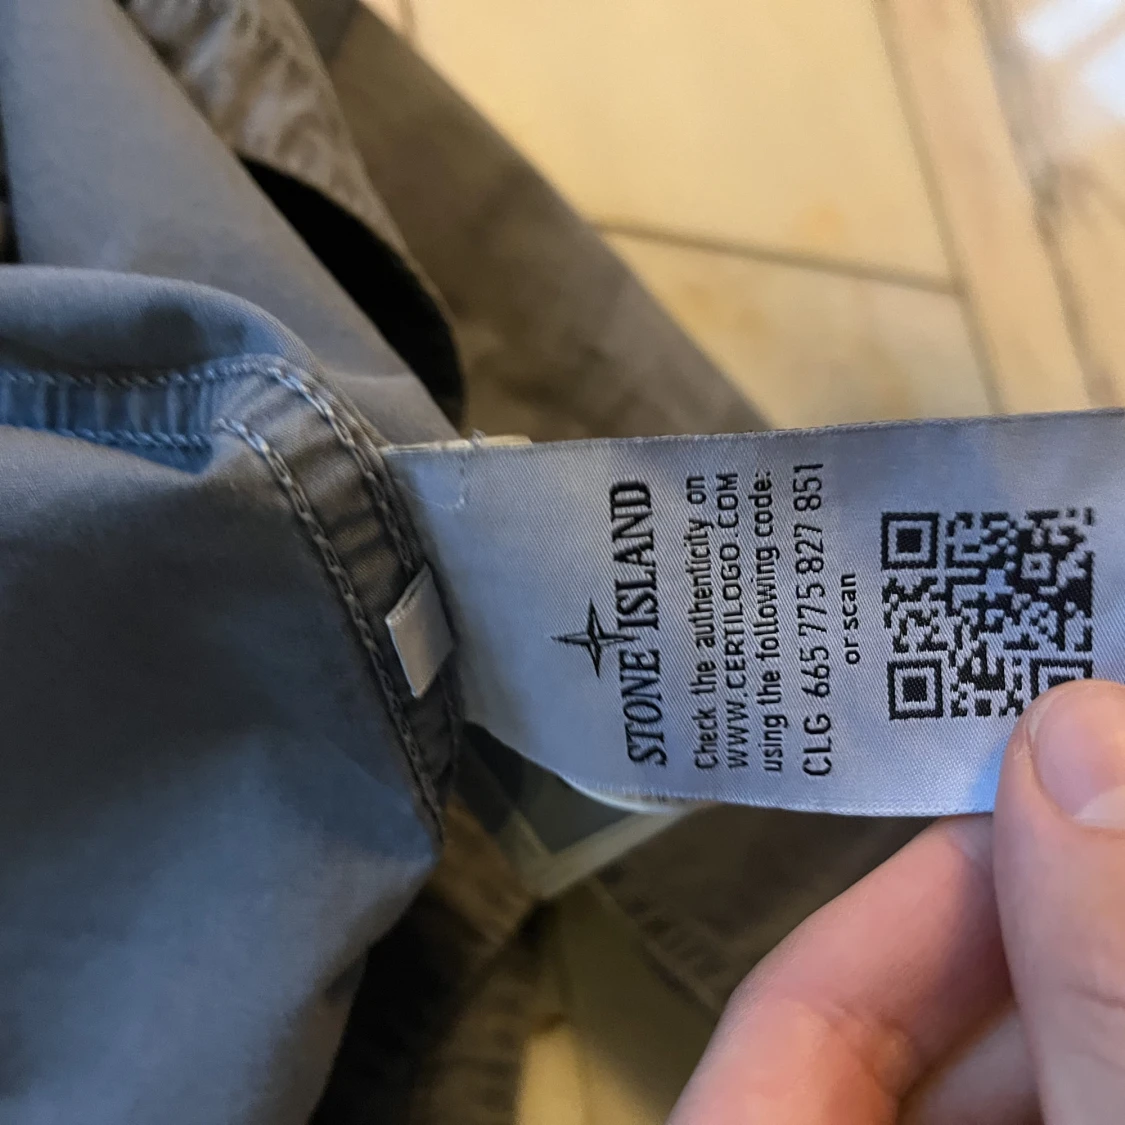 STONE ISLAND
Check the authenticity on
WWW.CERTILOGO.COM
using the following code:
CLG 665 775 827 851
or scan